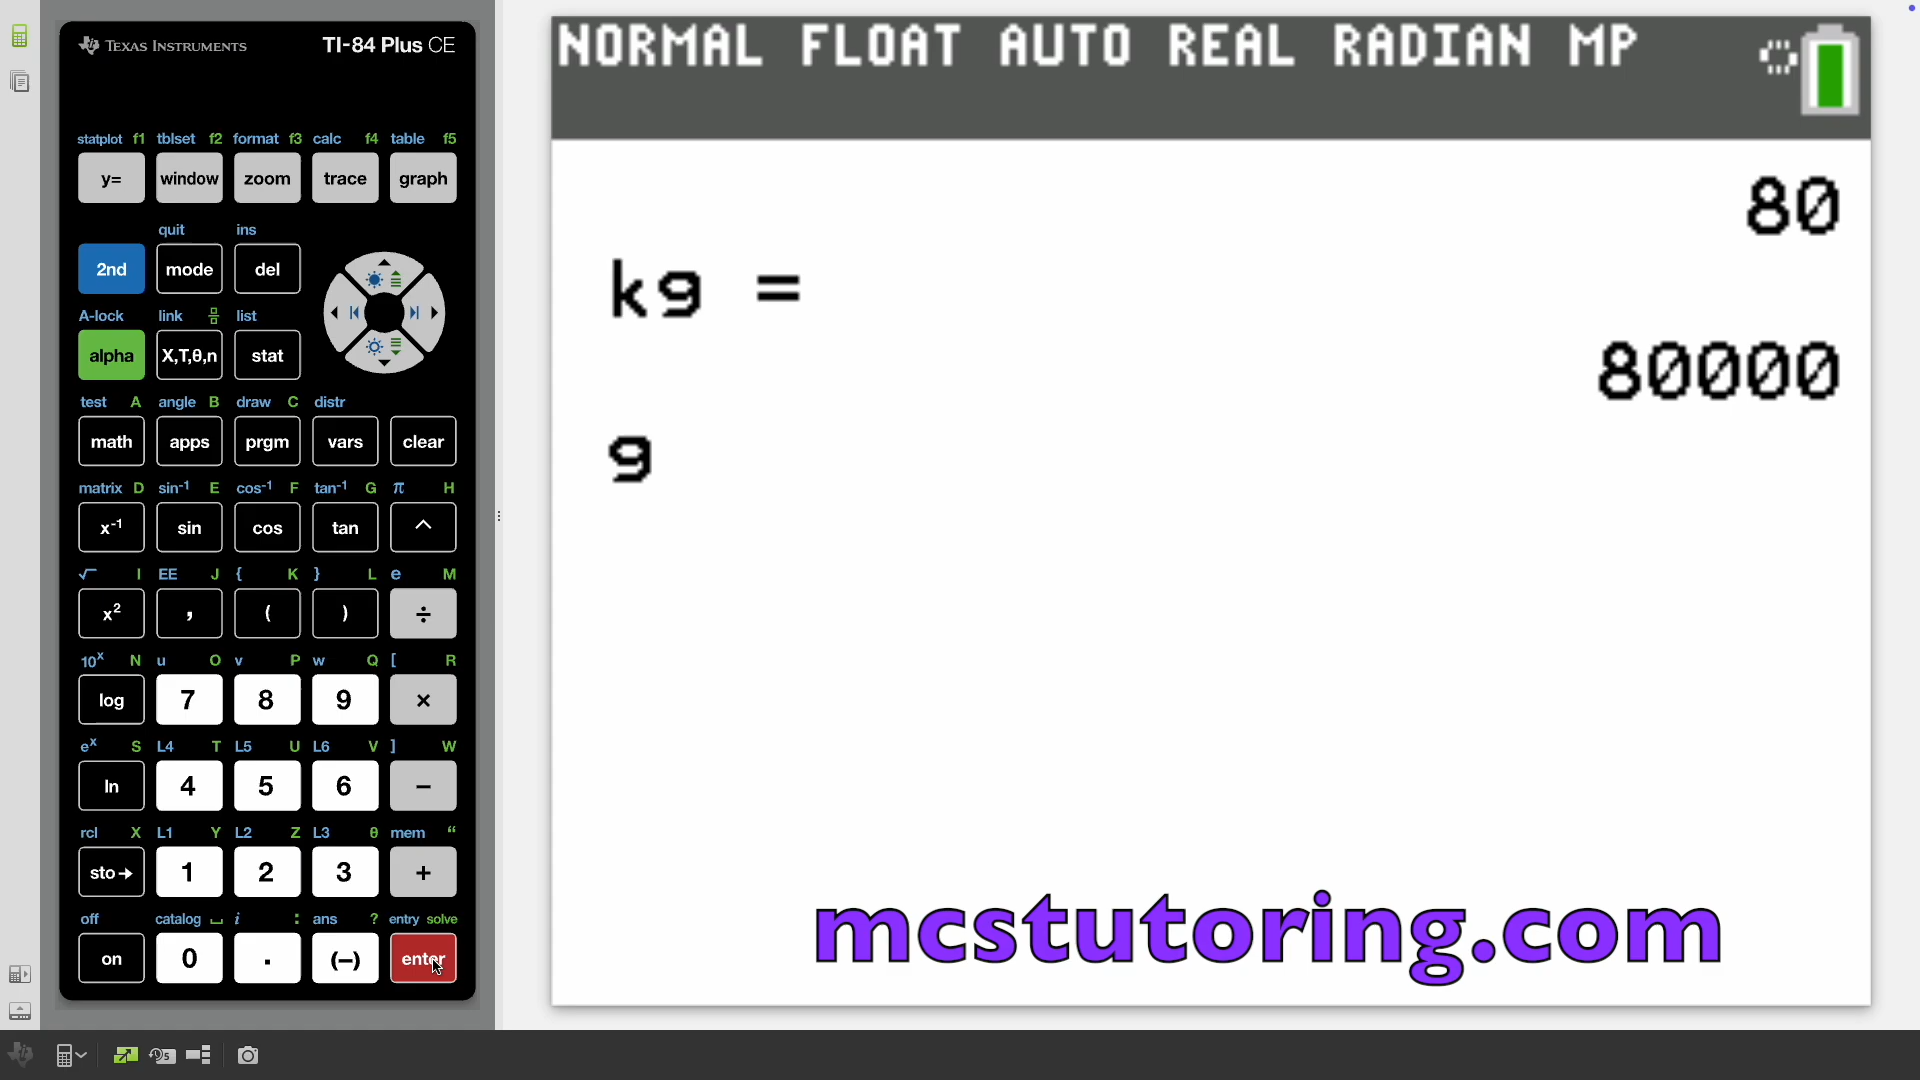 TEXAS INSTRUMENTS TI-84 Plus CE
statplot f1 tblset f2 format f3 calc f4 table f5
y= window zoom trace graph
quit ins
2nd mode del
A-lock link list
alpha X,T,θ,n stat
test A angle B draw C distr
math apps prgm vars clear
matrix D sin⁻¹ E cos⁻¹ F tan⁻¹ G π H
x⁻¹ sin cos tan ^
√ I EE J { K } L e M
x² , ( ) ÷
10ˣ N u O v P w Q [ R
log 7 8 9 ×
eˣ S L4 T L5 U L6 V ] W
ln 4 5 6 −
rcl X L1 Y L2 Z L3 θ mem “
sto→ 1 2 3 +
off catalog ⎵ i : ans ? entry solve
on 0 . (−) enter
NORMAL FLOAT AUTO REAL RADIAN MP
80
kg =
80000
g
mcstutoring.com